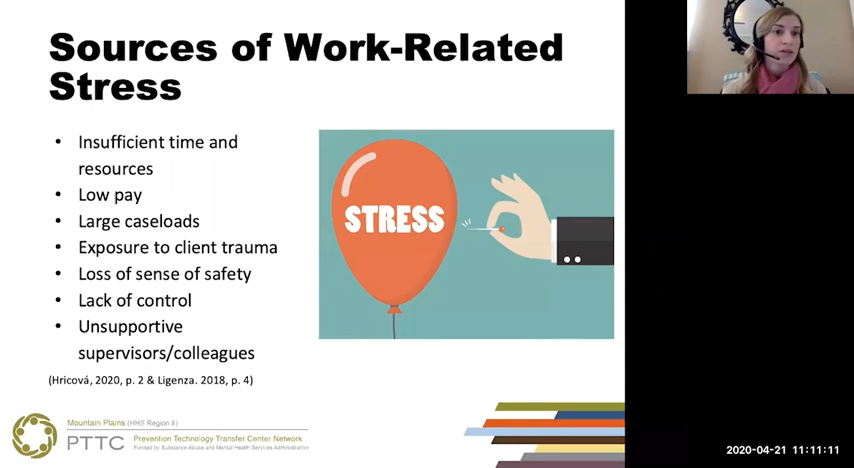 Sources of Work-Related
Stress
• Insufficient time and
resources
• Low pay
• Large caseloads
• Exposure to client trauma
• Loss of sense of safety
• Lack of control
• Unsupportive
supervisors/colleagues
(Hricová, 2020, p. 2 & Ligenza. 2018, p. 4)
STRESS
Mountain Plains (HHS Region 8)
PTTC
Prevention Technology Transfer Center Network
Funded by Substance Abuse and Mental Health Services Administration
2020-04-21 11:11:11